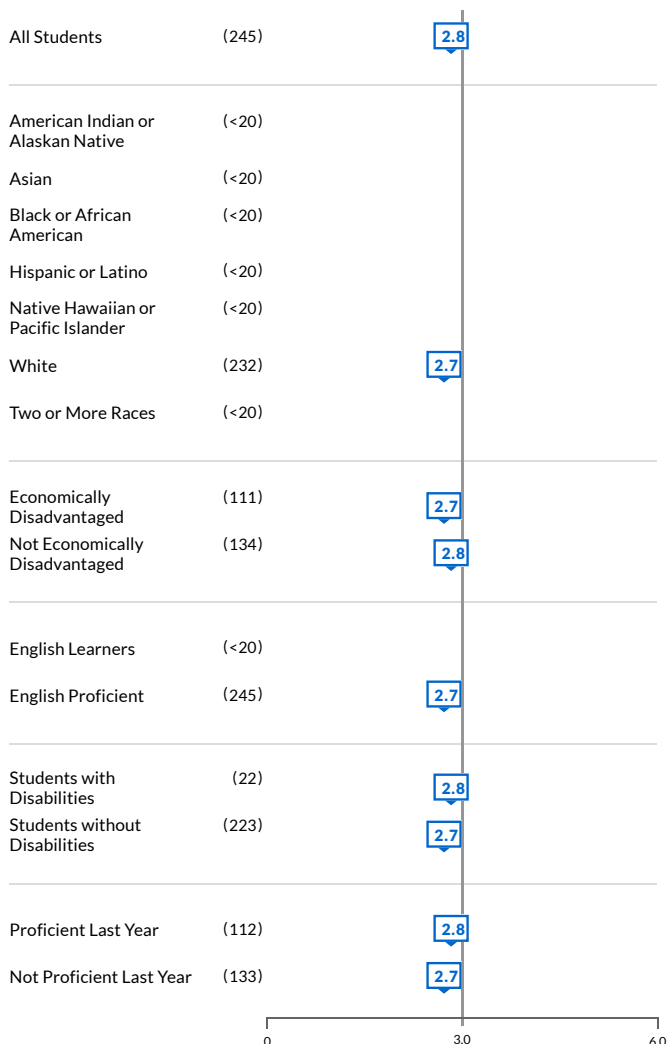 All Students (245) 2.8
American Indian or (<20)
Alaskan Native
Asian (<20)
Black or African (<20)
American
Hispanic or Latino (<20)
Native Hawaiian or (<20)
Pacific Islander
White (232) 2.7
Two or More Races (<20)
Economically (111) 2.7
Disadvantaged
Not Economically (134) 2.8
Disadvantaged
English Learners (<20)
English Proficient (245) 2.7
Students with (22) 2.8
Disabilities
Students without (223) 2.7
Disabilities
Proficient Last Year (112) 2.8
Not Proficient Last Year (133) 2.7
0 3.0 6.0